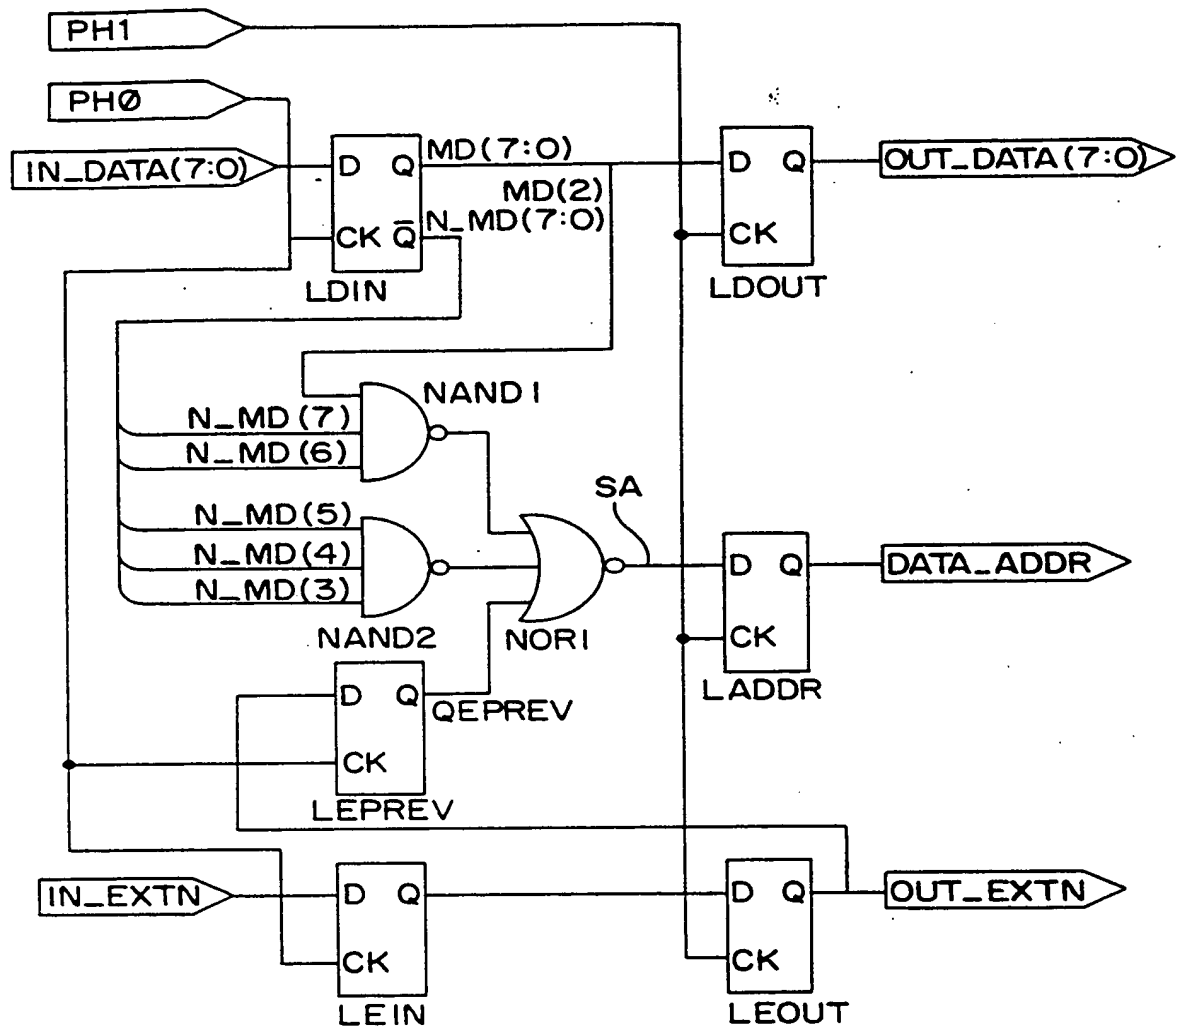 PH1
PHØ
IN_DATA(7:0)
D Q
CK Q̅
LDIN
MD(7:0)
MD(2)
N_MD(7:0)
D Q
CK
LDOUT
OUT_DATA(7:0)
NAND1
N_MD(7)
N_MD(6)
N_MD(5)
N_MD(4)
N_MD(3)
NAND2
NOR1
SA
D Q
CK
LADDR
DATA_ADDR
D Q
CK
LEPREV
QEPREV
IN_EXTN
D Q
CK
LEIN
D Q
CK
LEOUT
OUT_EXTN